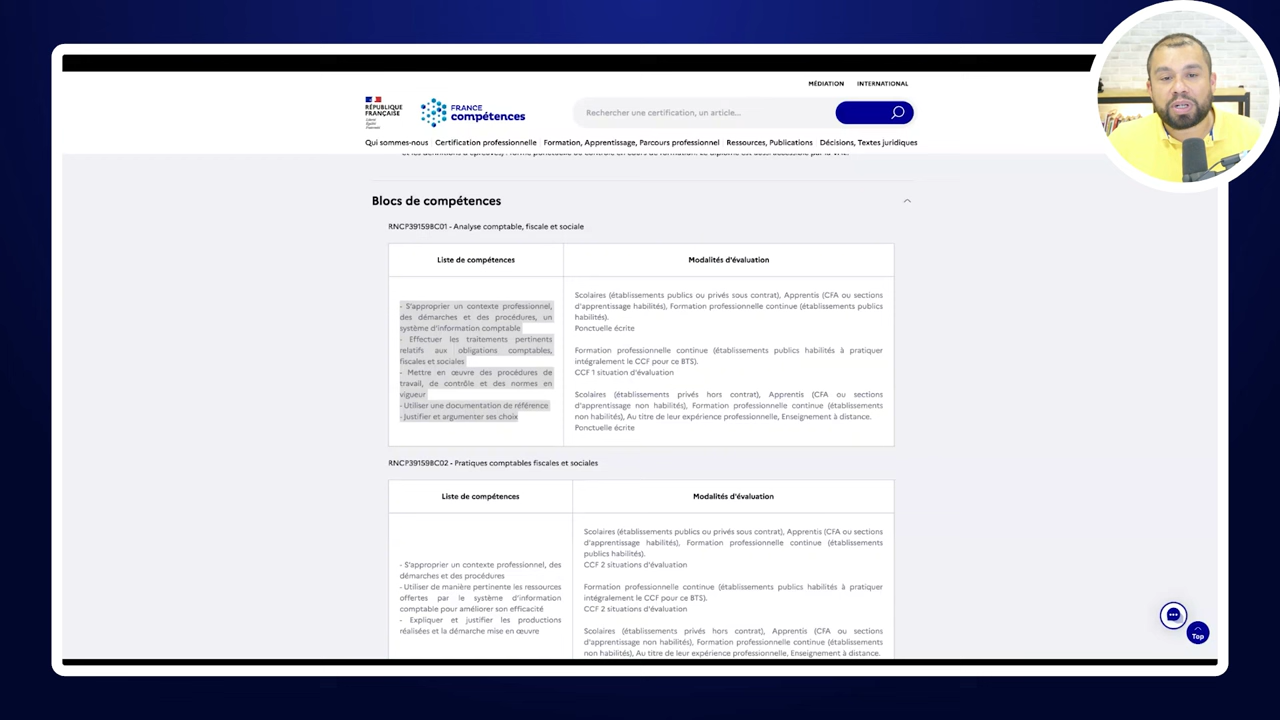 MÉDIATION INTERNATIONAL
RÉPUBLIQUE
FRANÇAISE
Liberté
Égalité
Fraternité
FRANCE
compétences
Rechercher une certification, un article...
Qui sommes-nous Certification professionnelle Formation, Apprentissage, Parcours professionnel Ressources, Publications Décisions, Textes juridiques
Blocs de compétences
RNCP39159BC01 - Analyse comptable, fiscale et sociale
Liste de compétences
Modalités d'évaluation
- S'approprier un contexte professionnel,
des démarches et des procédures, un
système d'information comptable
- Effectuer les traitements pertinents
relatifs aux obligations comptables,
fiscales et sociales
- Mettre en œuvre des procédures de
travail, de contrôle et des normes en
vigueur
- Utiliser une documentation de référence
- Justifier et argumenter ses choix
Scolaires (établissements publics ou privés sous contrat), Apprentis (CFA ou sections
d'apprentissage habilités), Formation professionnelle continue (établissements publics
habilités).
Ponctuelle écrite
Formation professionnelle continue (établissements publics habilités à pratiquer
intégralement le CCF pour ce BTS).
CCF 1 situation d'évaluation
Scolaires (établissements privés hors contrat), Apprentis (CFA ou sections
d'apprentissage non habilités), Formation professionnelle continue (établissements
non habilités), Au titre de leur expérience professionnelle, Enseignement à distance.
Ponctuelle écrite
RNCP39159BC02 - Pratiques comptables fiscales et sociales
Liste de compétences
Modalités d'évaluation
- S'approprier un contexte professionnel, des
démarches et des procédures
- Utiliser de manière pertinente les ressources
offertes par le système d'information
comptable pour améliorer son efficacité
- Expliquer et justifier les productions
réalisées et la démarche mise en œuvre
Scolaires (établissements publics ou privés sous contrat), Apprentis (CFA ou sections
d'apprentissage habilités), Formation professionnelle continue (établissements
publics habilités).
CCF 2 situations d'évaluation
Formation professionnelle continue (établissements publics habilités à pratiquer
intégralement le CCF pour ce BTS).
CCF 2 situations d'évaluation
Scolaires (établissements privés hors contrat), Apprentis (CFA ou sections
d'apprentissage non habilités), Formation professionnelle continue (établissements
non habilités), Au titre de leur expérience professionnelle, Enseignement à distance.
Top